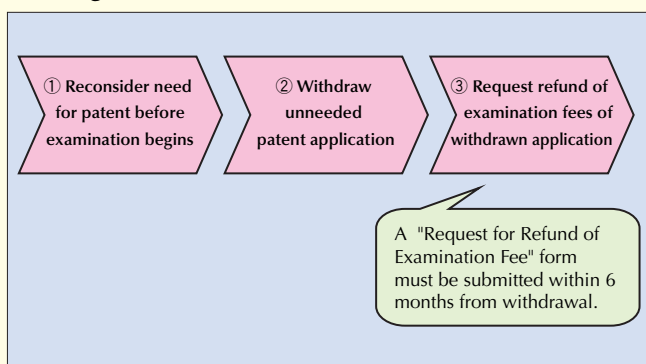 ① Reconsider need
for patent before
examination begins
② Withdraw
unneeded
patent application
③ Request refund of
examination fees of
withdrawn application
A "Request for Refund of
Examination Fee" form
must be submitted within 6
months from withdrawal.